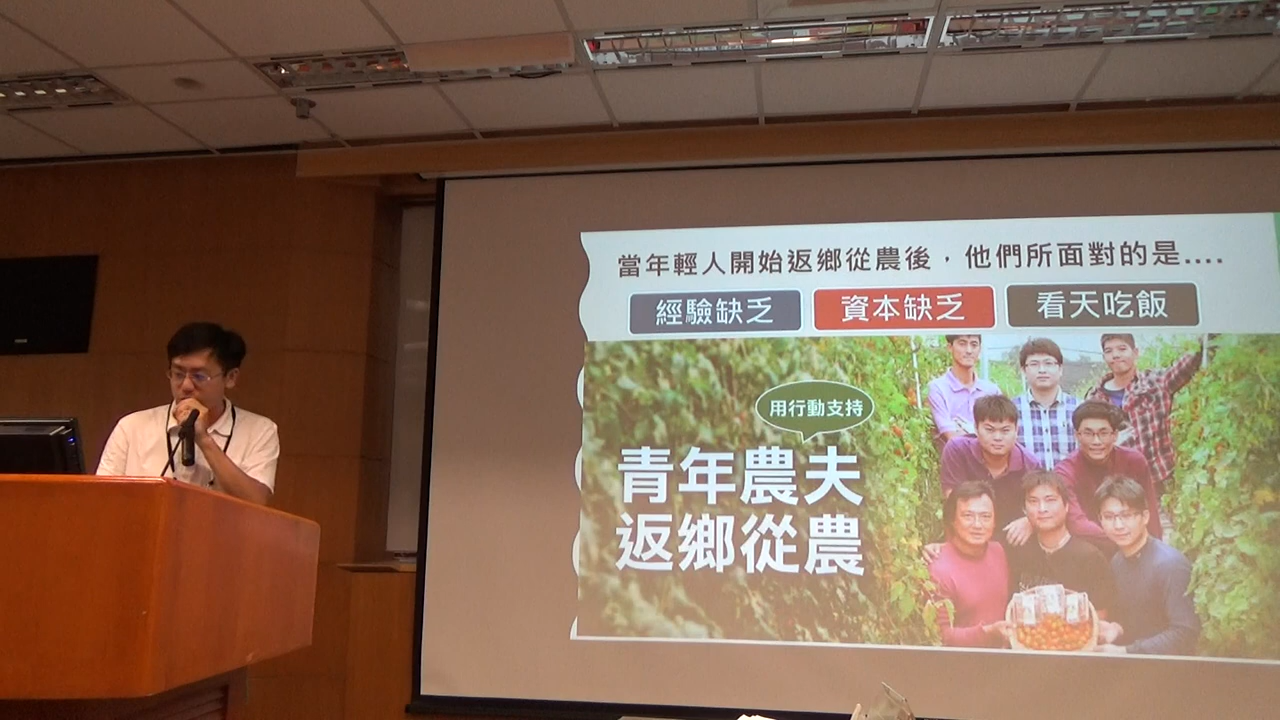 當年輕人開始返鄉從農後，他們所面對的是....
經驗缺乏 資本缺乏 看天吃飯
用行動支持
青年農夫
返鄉從農